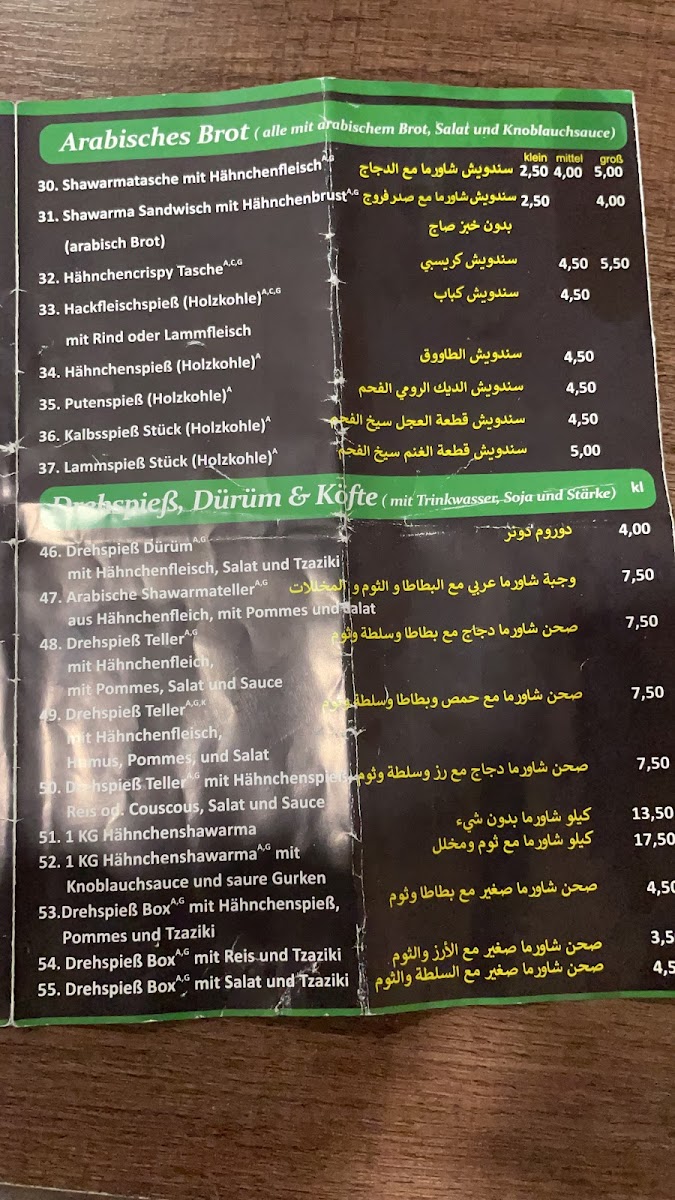 Arabisches Brot ( alle mit arabischem Brot, Salat und Knoblauchsauce)
klein mittel groß
30. Shawarmatasche mit Hähnchenfleisch A,G سندويش شاورما مع الدجاج 2,50 4,00 5,00
31. Shawarma Sandwisch mit Hähnchenbrust A,G سندويش شاورما مع صدر فروج 2,50 4,00
(arabisch Brot) بدون خبز صاج
32. Hähnchencrispy Tasche A,C,G سندويش كريسبي 4,50 5,50
33. Hackfleischspieß (Holzkohle) A,C,G سندويش كباب 4,50
mit Rind oder Lammfleisch
34. Hähnchenspieß (Holzkohle) A سندويش الطاووق 4,50
35. Putenspieß (Holzkohle) A سندويش الديك الرومي الفحم 4,50
36. Kalbsspieß Stück (Holzkohle) A سندويش قطعة العجل سيخ الفحم 4,50
37. Lammspieß Stück (Holzkohle) A سندويش قطعة الغنم سيخ الفحم 5,00
Drehspieß, Dürüm & Köfte ( mit Trinkwasser, Soja und Stärke) kl
46. Drehspieß Dürüm A,G دوروم دونر 4,00
mit Hähnchenfleisch, Salat und Tzaziki
47. Arabische Shawarmateller A,G وجبة شاورما عربي مع البطاطا و الثوم و المخللات 7,50
aus Hähnchenfleich, mit Pommes und Salat
48. Drehspieß Teller A,G صحن شاورما دجاج مع بطاطا وسلطة وثوم 7,50
mit Hähnchenfleich,
mit Pommes, Salat und Sauce
49. Drehspieß Teller A,G,K صحن شاورما مع حمص وبطاطا وسلطة وثوم 7,50
mit Hähnchenfleisch,
Humus, Pommes, und Salat
50. Drehspieß Teller A,G mit Hähnchenspieß, صحن شاورما دجاج مع رز وسلطة وثوم 7,50
Reis od. Couscous, Salat und Sauce
51. 1 KG Hähnchenshawarma كيلو شاورما بدون شيء 13,50
52. 1 KG Hähnchenshawarma A,G mit كيلو شاورما مع ثوم ومخلل 17,50
Knoblauchsauce und saure Gurken
53.Drehspieß Box A,G mit Hähnchenspieß, صحن شاورما صغير مع بطاطا وثوم 4,50
Pommes und Tzaziki
54. Drehspieß Box A,G mit Reis und Tzaziki صحن شاورما صغير مع الأرز والثوم 3,5
55. Drehspieß Box A,G mit Salat und Tzaziki صحن شاورما صغير مع السلطة والثوم 4,5